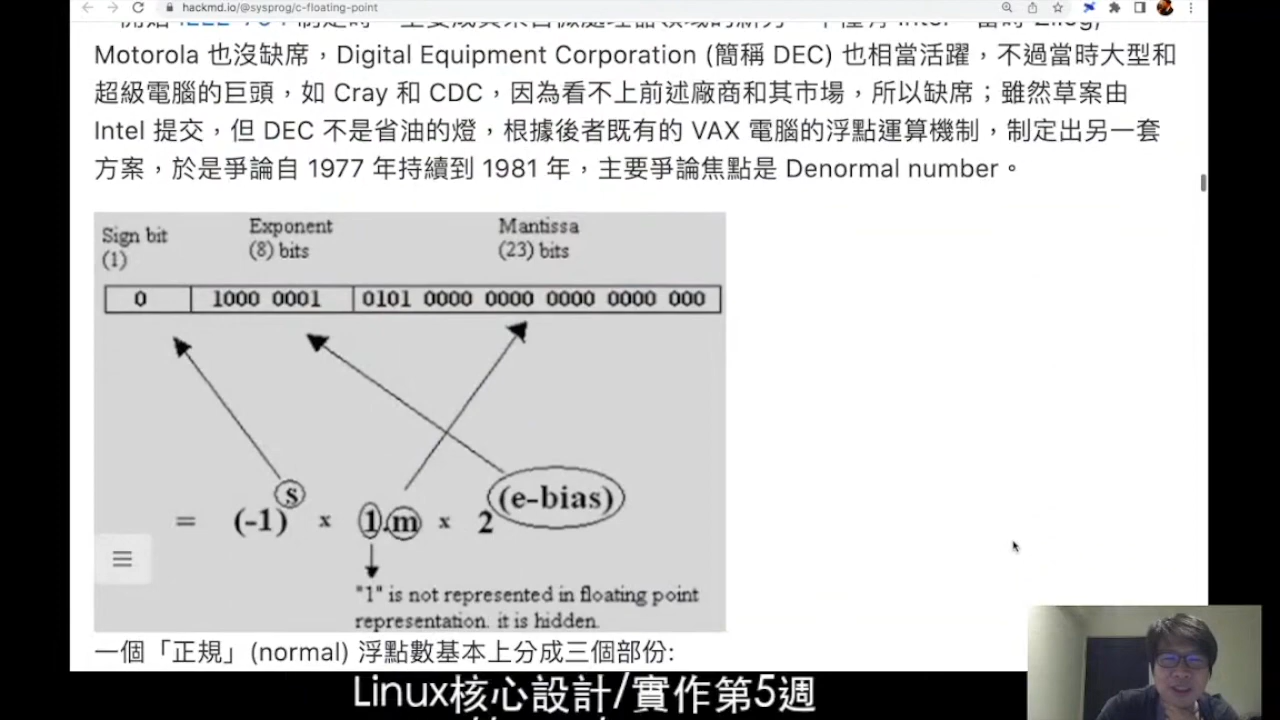 hackmd.io/@sysprog/c-floating-point
Motorola 也沒缺席，Digital Equipment Corporation (簡稱 DEC) 也相當活躍，不過當時大型和
超級電腦的巨頭，如 Cray 和 CDC，因為看不上前述廠商和其市場，所以缺席；雖然草案由
Intel 提交，但 DEC 不是省油的燈，根據後者既有的 VAX 電腦的浮點運算機制，制定出另一套
方案，於是爭論自 1977 年持續到 1981 年，主要爭論焦點是 Denormal number。
Sign bit
(1)
Exponent
(8) bits
Mantissa
(23) bits
0 1000 0001 0101 0000 0000 0000 0000 000
= (-1)s x 1.m x 2(e-bias)
"1" is not represented in floating point
representation. it is hidden.
一個「正規」(normal) 浮點數基本上分成三個部份:
Linux核心設計/實作第5週